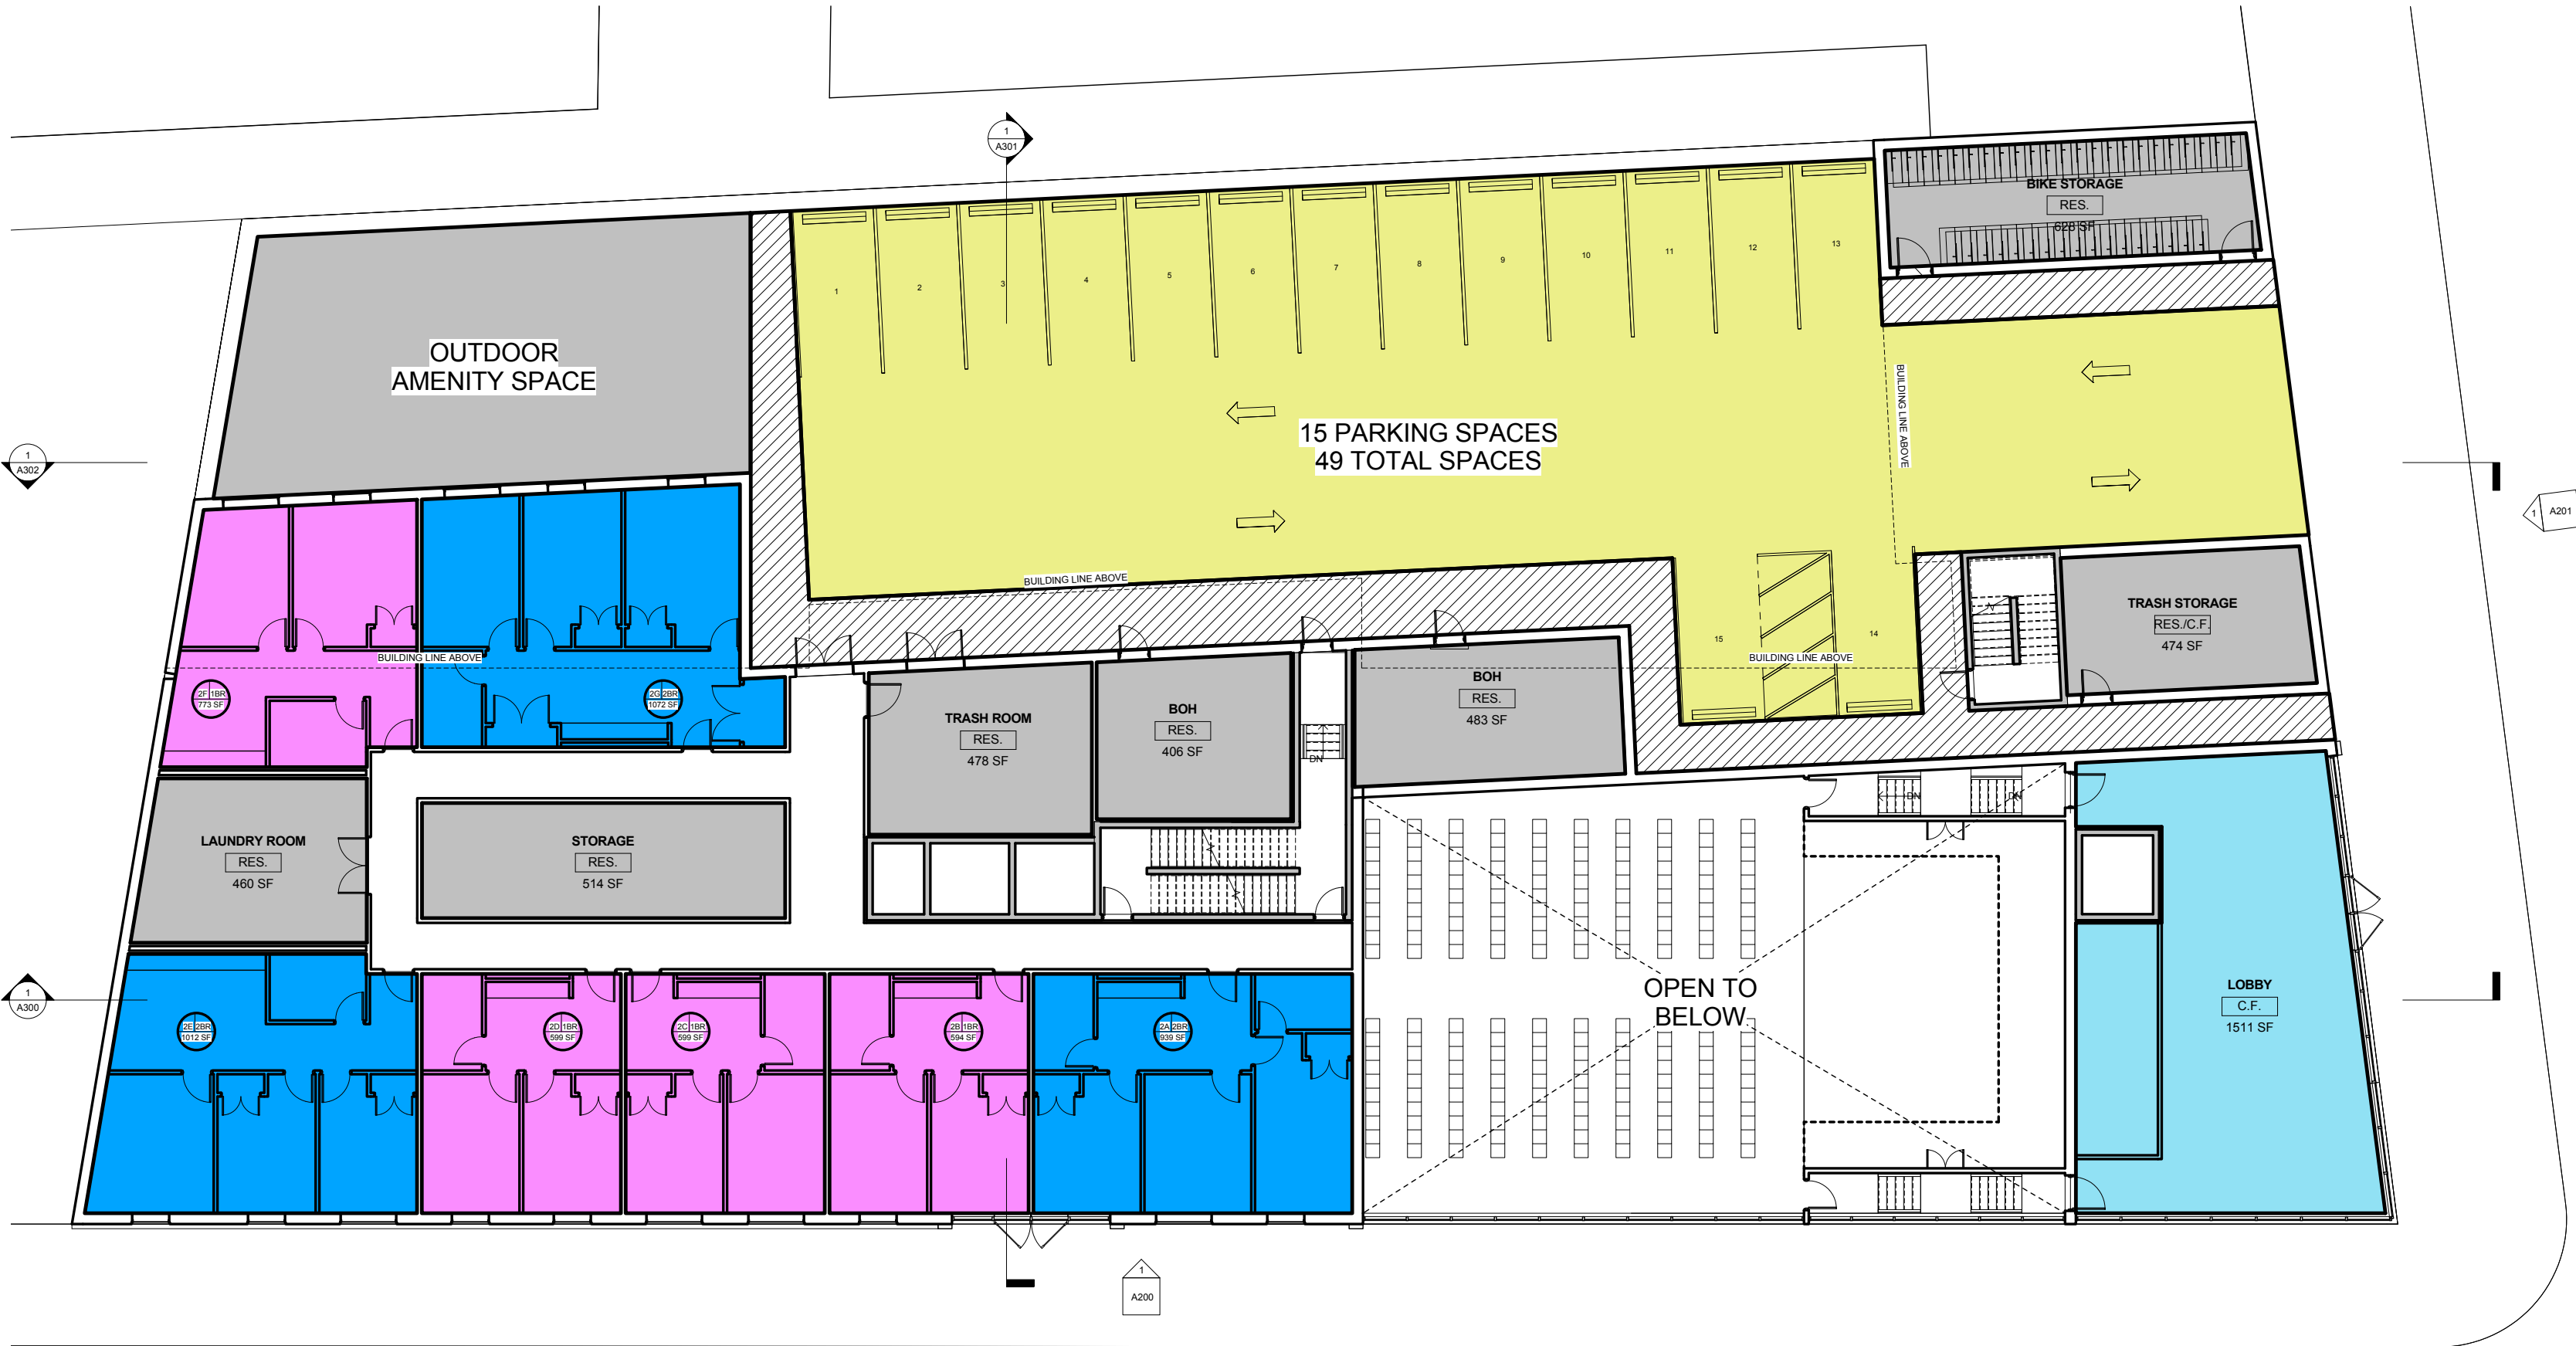 1
A301
BIKE STORAGE
RES.
628 SF
1
2
3
4
5
6
7
8
9
10
11
12
13
OUTDOOR
AMENITY SPACE
BUILDING LINE ABOVE
15 PARKING SPACES
49 TOTAL SPACES
1
A302
1
A201
BUILDING LINE ABOVE
TRASH STORAGE
RES./C.F.
474 SF
15
14
BUILDING LINE ABOVE
BUILDING LINE ABOVE
2F 1BR
773 SF
2G 2BR
1072 SF
TRASH ROOM
RES.
478 SF
BOH
RES.
406 SF
DN
BOH
RES.
483 SF
DN
DN
LAUNDRY ROOM
RES.
460 SF
STORAGE
RES.
514 SF
1
A300
2E 2BR
1012 SF
2D 1BR
599 SF
2C 1BR
599 SF
2B 1BR
594 SF
2A 2BR
939 SF
OPEN TO
BELOW
LOBBY
C.F.
1511 SF
1
A200